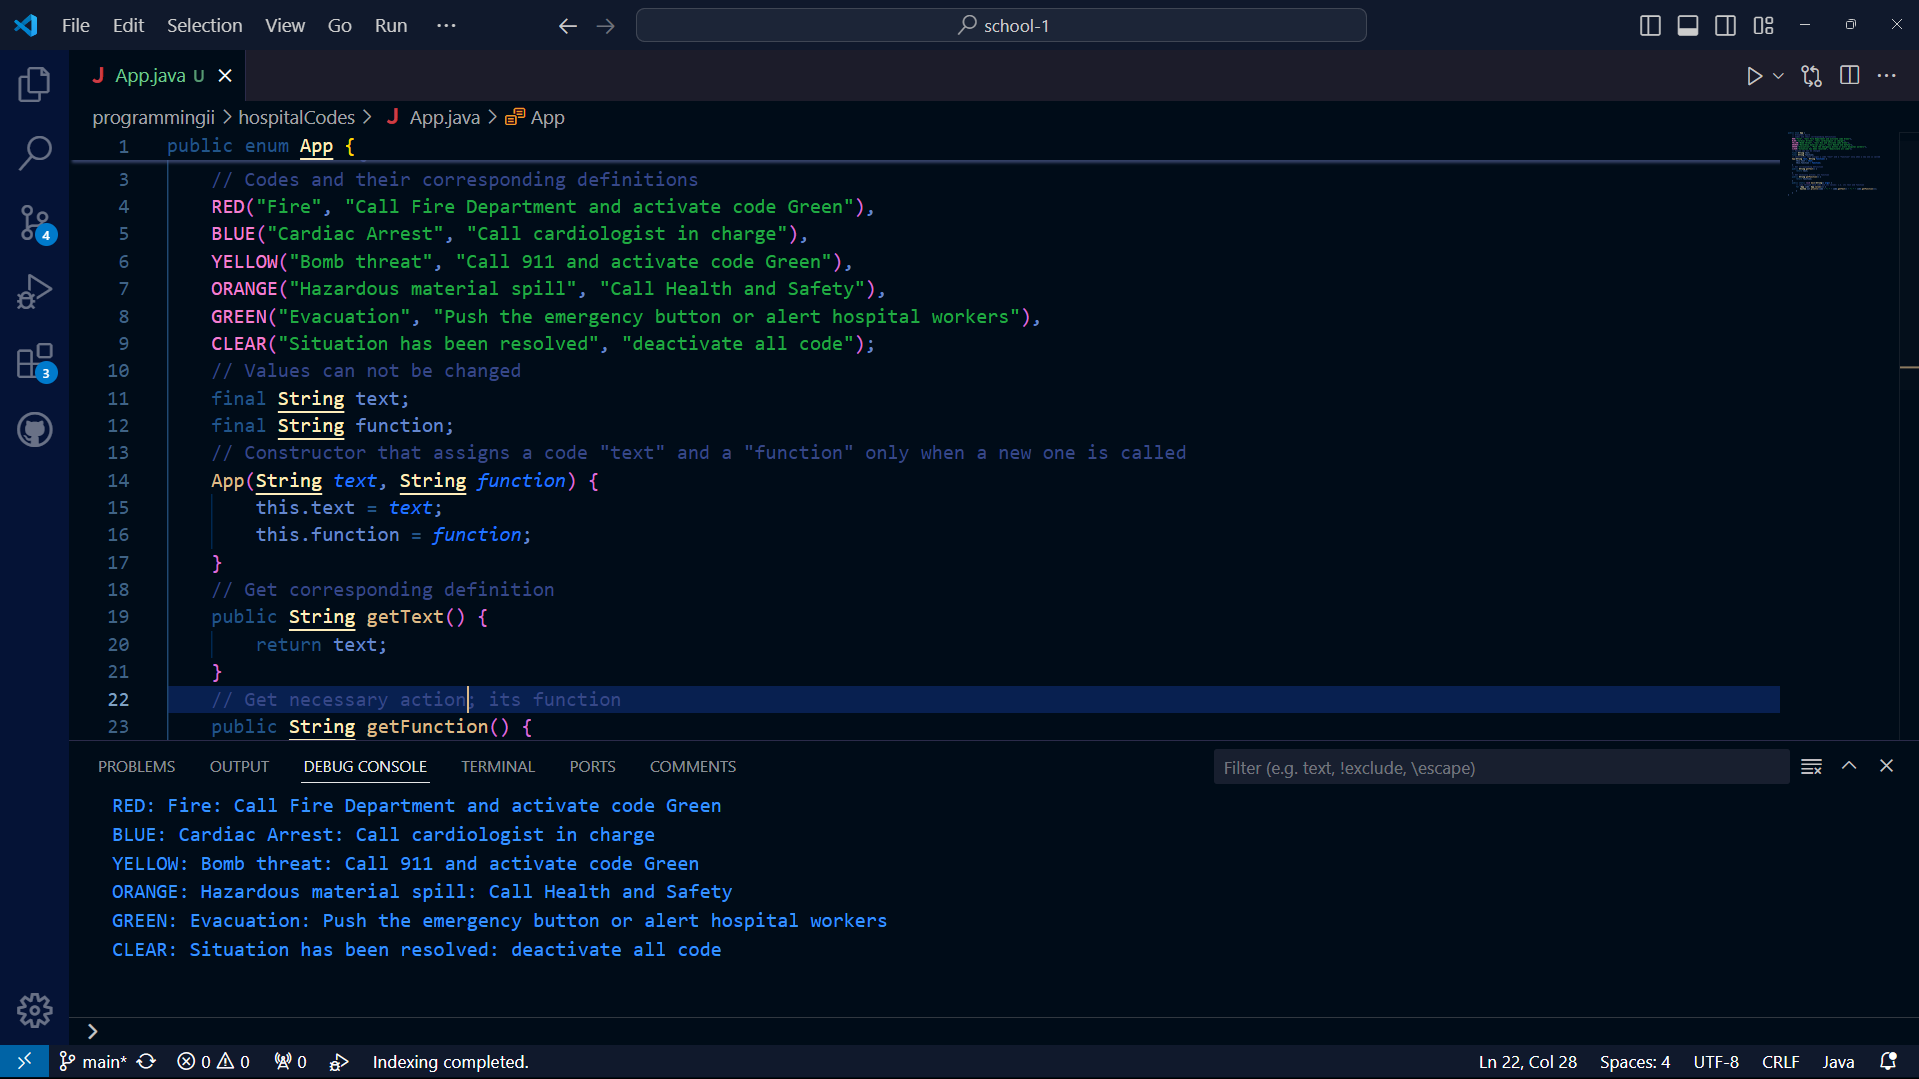 File Edit Selection View Go Run ···
school-1
App.java U
programmingii > hospitalCodes > App.java > App
1 public enum App {
3 // Codes and their corresponding definitions
4 RED("Fire", "Call Fire Department and activate code Green"),
5 BLUE("Cardiac Arrest", "Call cardiologist in charge"),
6 YELLOW("Bomb threat", "Call 911 and activate code Green"),
7 ORANGE("Hazardous material spill", "Call Health and Safety"),
8 GREEN("Evacuation", "Push the emergency button or alert hospital workers"),
9 CLEAR("Situation has been resolved", "deactivate all code");
10 // Values can not be changed
11 final String text;
12 final String function;
13 // Constructor that assigns a code "text" and a "function" only when a new one is called
14 App(String text, String function) {
15 this.text = text;
16 this.function = function;
17 }
18 // Get corresponding definition
19 public String getText() {
20 return text;
21 }
22 // Get necessary action; its function
23 public String getFunction() {
4
3
PROBLEMS OUTPUT DEBUG CONSOLE TERMINAL PORTS COMMENTS
Filter (e.g. text, !exclude, \escape)
RED: Fire: Call Fire Department and activate code Green
BLUE: Cardiac Arrest: Call cardiologist in charge
YELLOW: Bomb threat: Call 911 and activate code Green
ORANGE: Hazardous material spill: Call Health and Safety
GREEN: Evacuation: Push the emergency button or alert hospital workers
CLEAR: Situation has been resolved: deactivate all code
main* 0 0 0 Indexing completed.
Ln 22, Col 28 Spaces: 4 UTF-8 CRLF Java